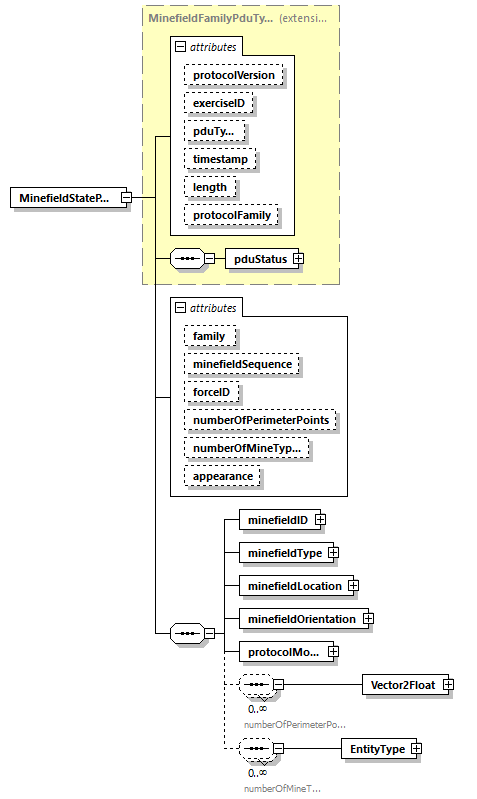 MinefieldFamilyPduTy... (extensi...
attributes
protocolVersion
exerciseID
pduTy...
timestamp
length
protocolFamily
MinefieldStateP...
pduStatus
attributes
family
minefieldSequence
forceID
numberOfPerimeterPoints
numberOfMineTyp...
appearance
minefieldID
minefieldType
minefieldLocation
minefieldOrientation
protocolMo...
Vector2Float
0..∞
numberOfPerimeterPo...
EntityType
0..∞
numberOfMineT...